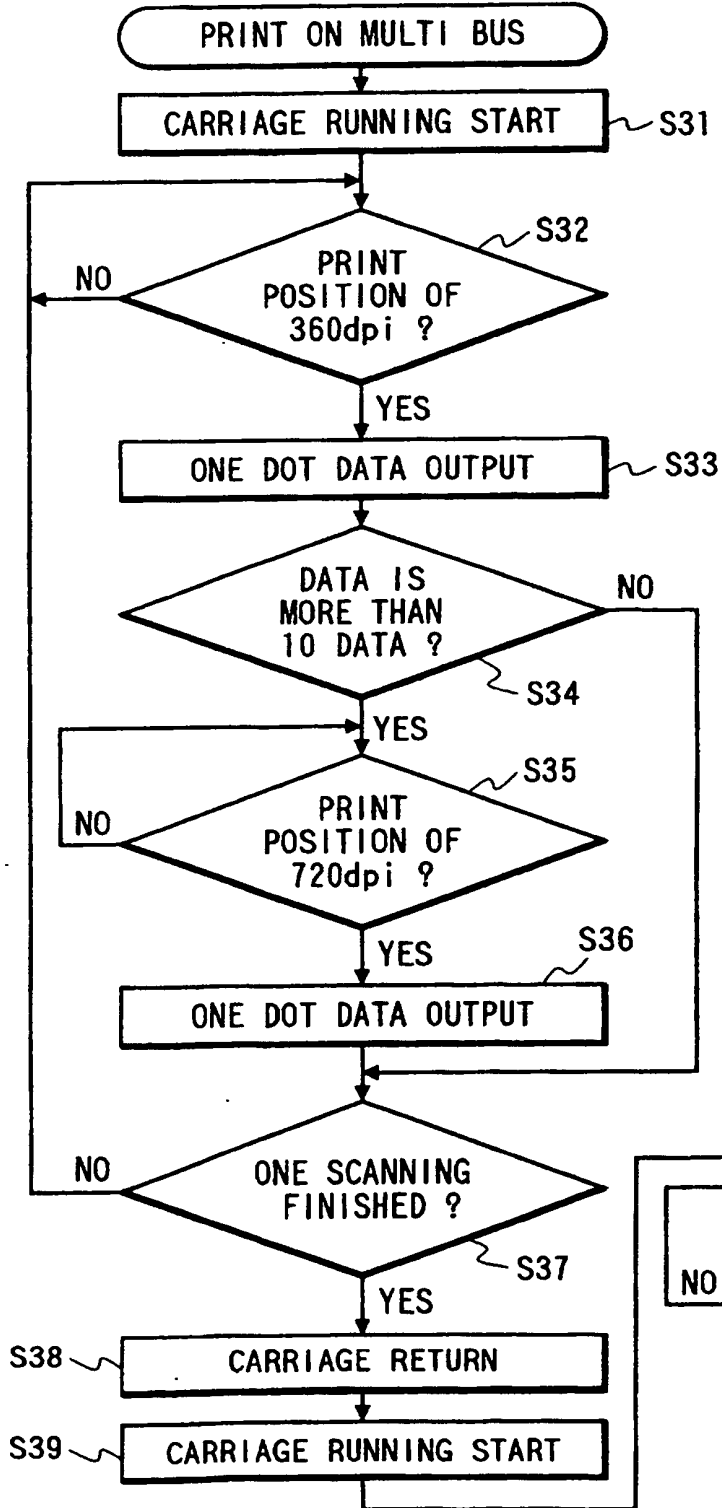 PRINT ON MULTI BUS
CARRIAGE RUNNING START
S31
S32
PRINT
POSITION OF
360dpi ?
NO
YES
ONE DOT DATA OUTPUT
S33
DATA IS
MORE THAN
10 DATA ?
NO
S34
YES
S35
PRINT
POSITION OF
720dpi ?
NO
YES
S36
ONE DOT DATA OUTPUT
ONE SCANNING
FINISHED ?
NO
S37
NO
YES
S38
CARRIAGE RETURN
S39
CARRIAGE RUNNING START